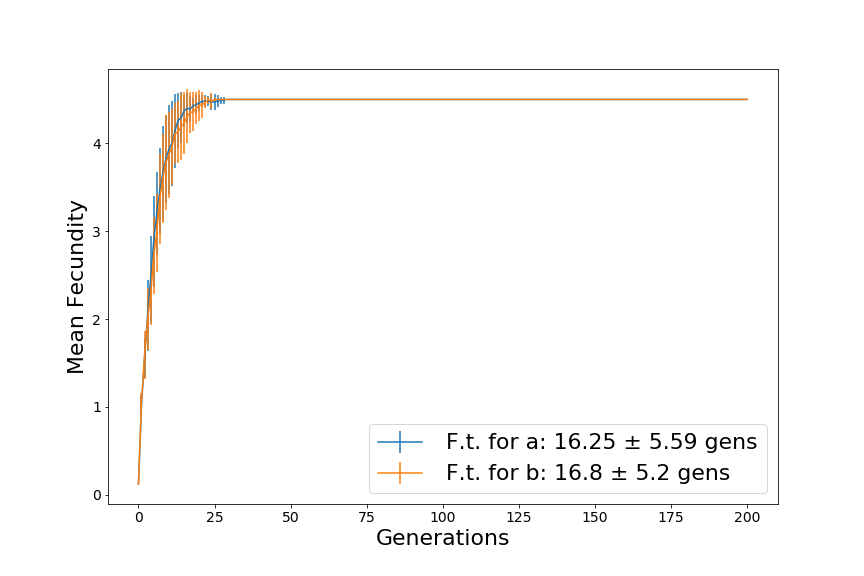 Mean Fecundity
4
3
2
1
0
F.t. for a: 16.25 ± 5.59 gens
F.t. for b: 16.8 ± 5.2 gens
0 25 50 75 100 125 150 175 200
Generations